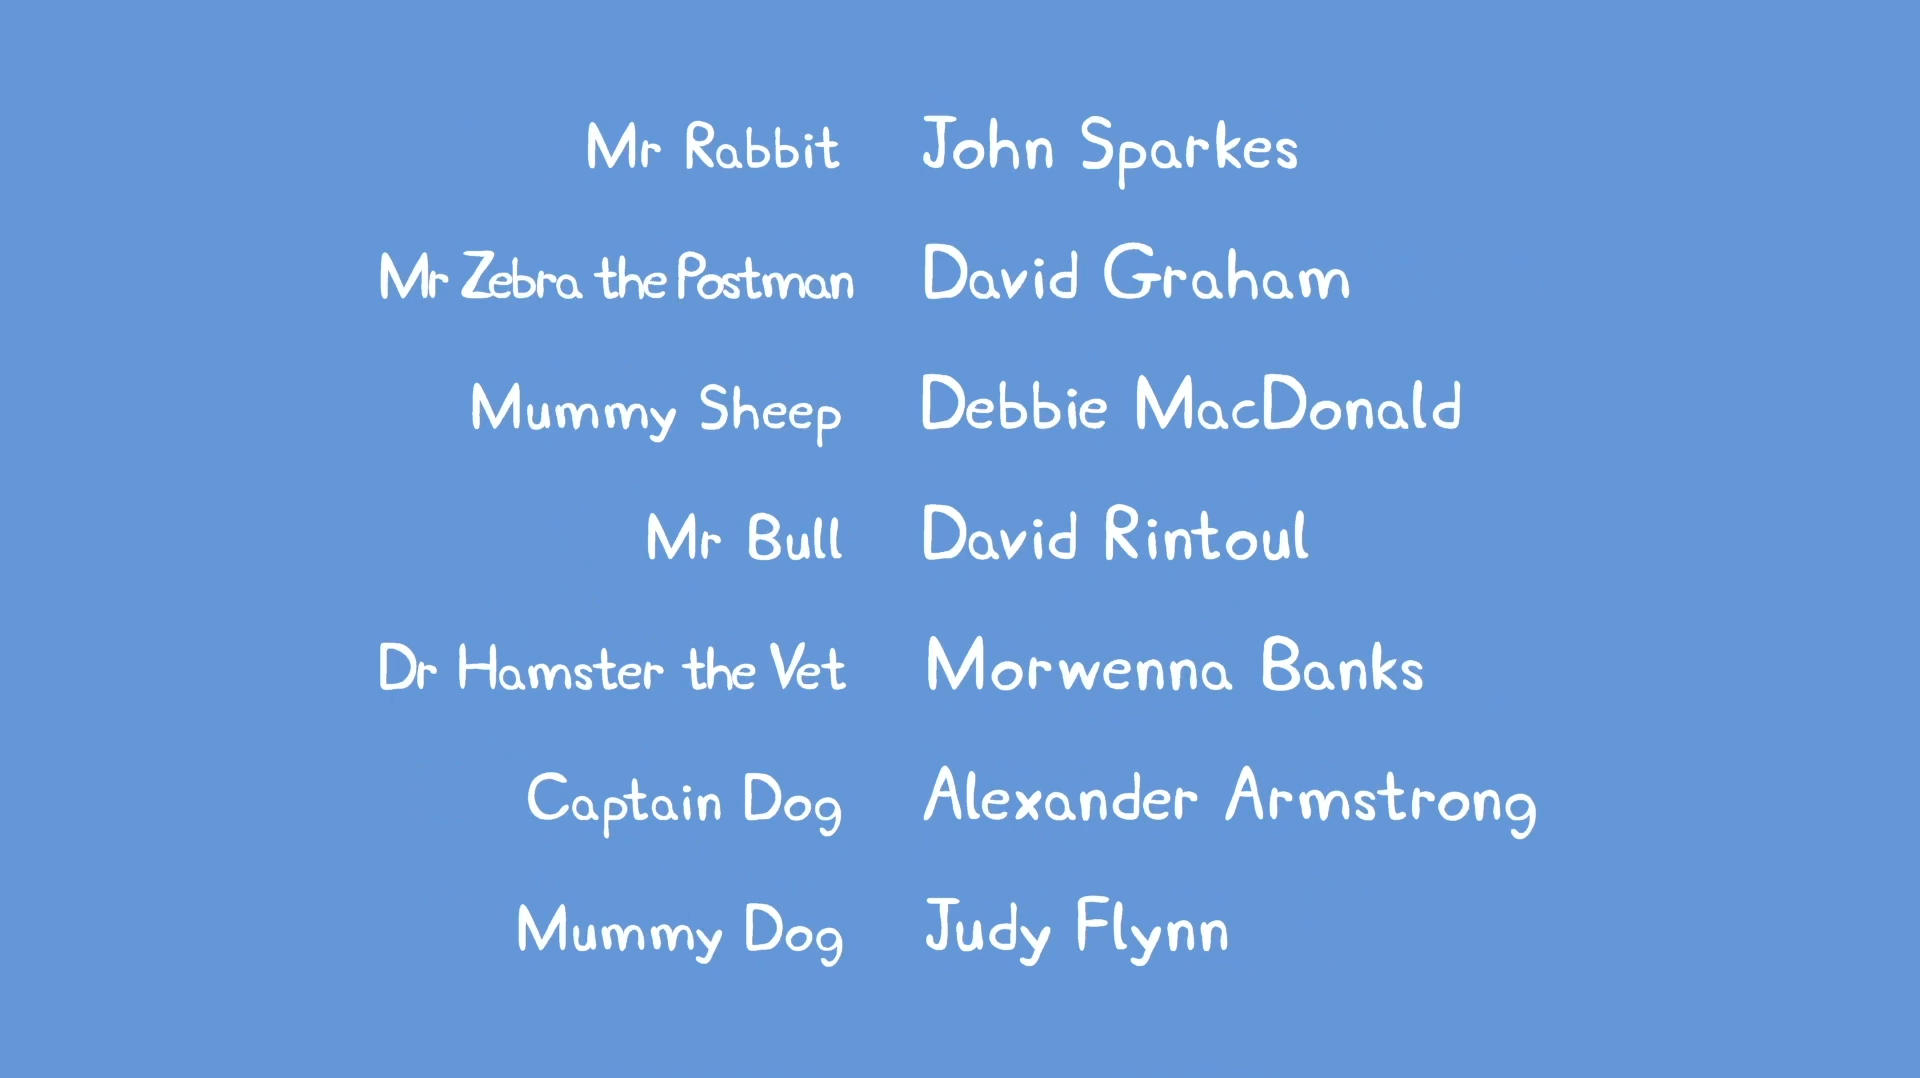 Mr Rabbit John Sparkes
Mr Zebra the Postman David Graham
Mummy Sheep Debbie MacDonald
Mr Bull David Rintoul
Dr Hamster the Vet Morwenna Banks
Captain Dog Alexander Armstrong
Mummy Dog Judy Flynn